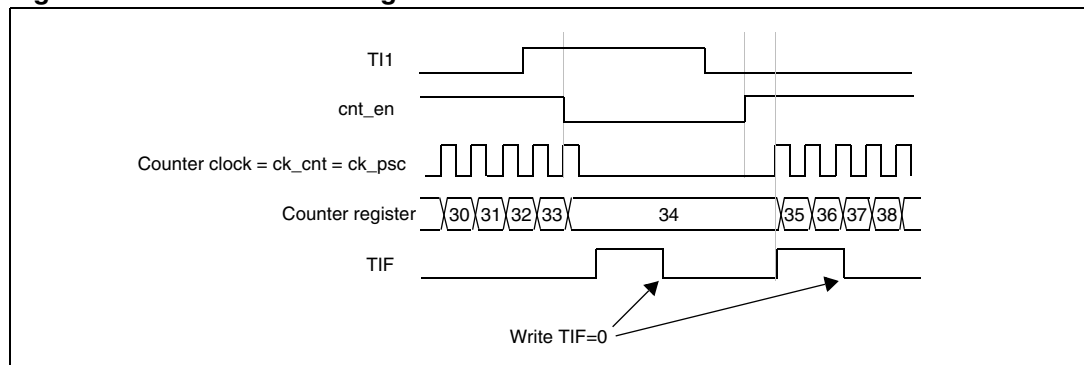 TI1
cnt_en
Counter clock = ck_cnt = ck_psc
Counter register 30 31 32 33 34 35 36 37 38
TIF
Write TIF=0